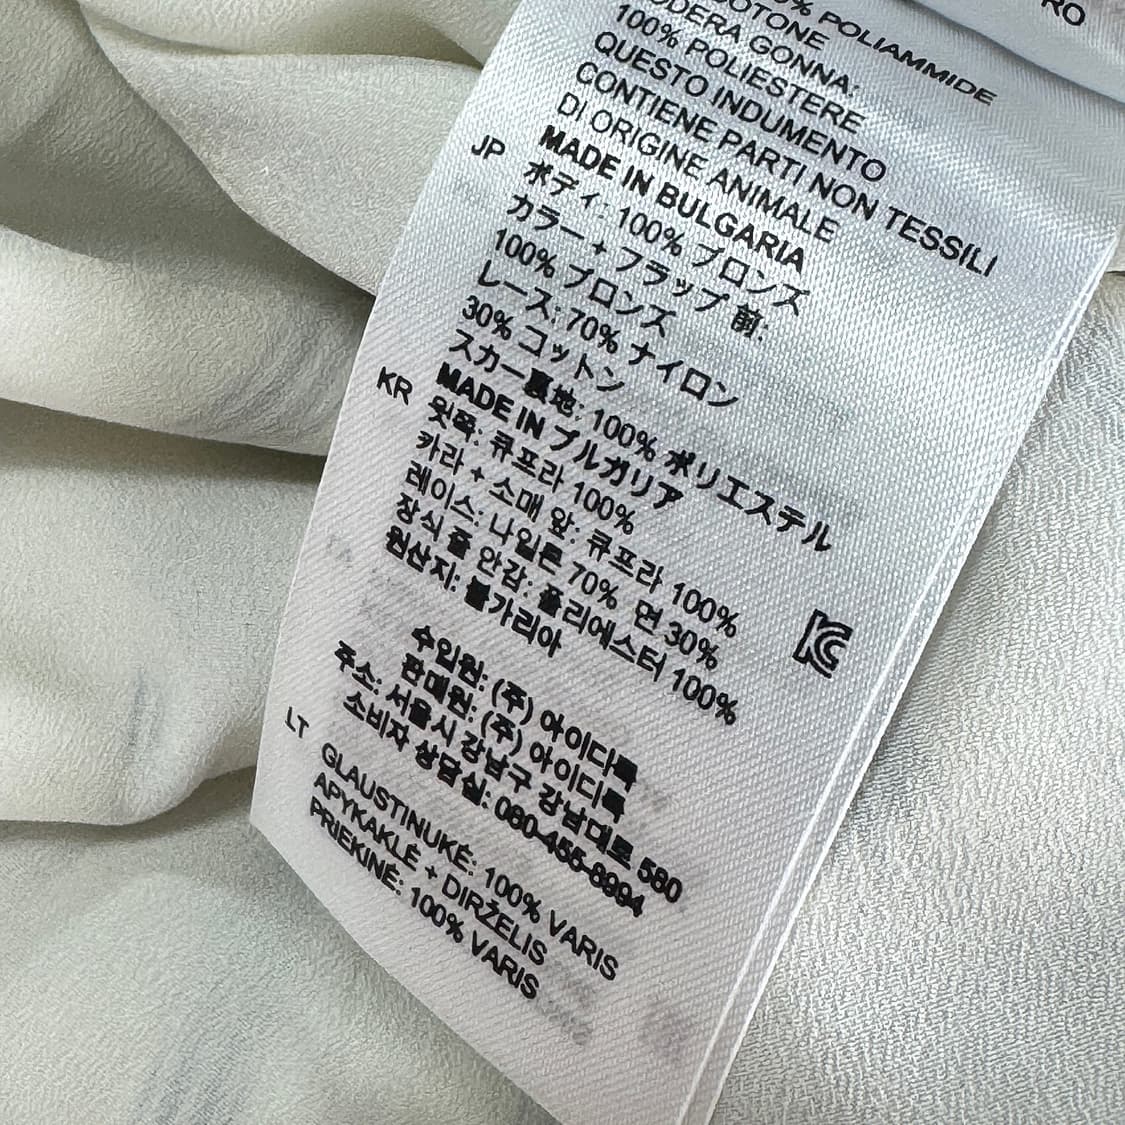 RO
% POLIAMMIDE
COTONE
DERA GONNA:
100% POLIESTERE
QUESTO INDUMENTO
CONTIENE PARTI NON TESSILI
DI ORIGINE ANIMALE
MADE IN BULGARIA
JP ボディ: 100% ブロンズ
カラー + フラップ 前:
100% ブロンズ
レース: 70% ナイロン
30% コットン
スカー裏地: 100% ポリエステル
MADE IN ブルガリア
KR 윗쪽: 큐프라 100%
카라 + 소매 앞: 큐프라 100%
레이스: 나일론 70% 면 30%
장식 줄 안감: 폴리에스터 100%
원산지: 불가리아
수입원: (주) 아이디룩
판매원: (주) 아이디룩
주소: 서울시 강남구 강남대로 580
소비자 상담실: 080-455-8994
LT GLAUSTINUKĖ: 100% VARIS
APYKAKLĖ + DIRŽELIS
PRIEKINĖ: 100% VARIS